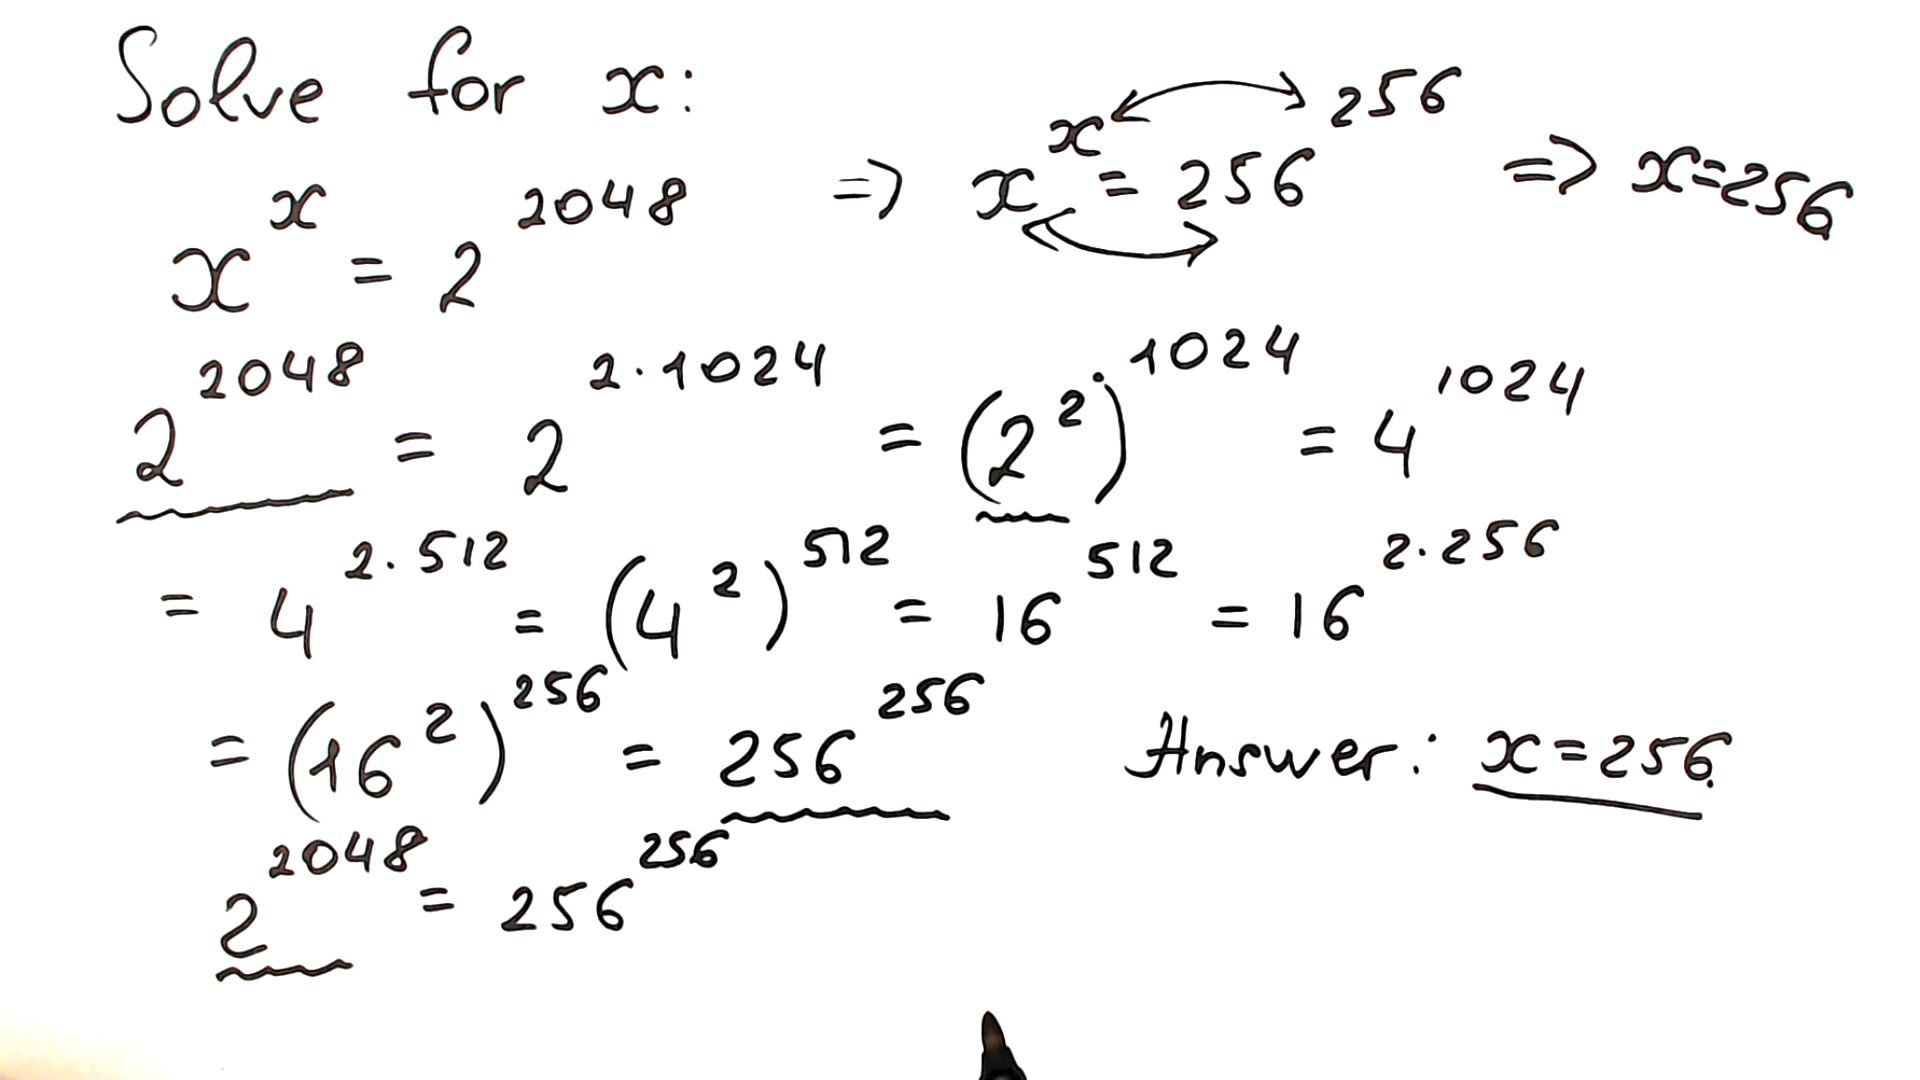 Solve for x:
x^x = 2^2048 => x^x = 256^256 => x=256
2^2048 = 2^2·1024 = (2^2)^1024 = 4^1024
= 4^2·512 = (4^2)^512 = 16^512 = 16^2·256
= (16^2)^256 = 256^256 Answer: x=256.
2^2048 = 256^256